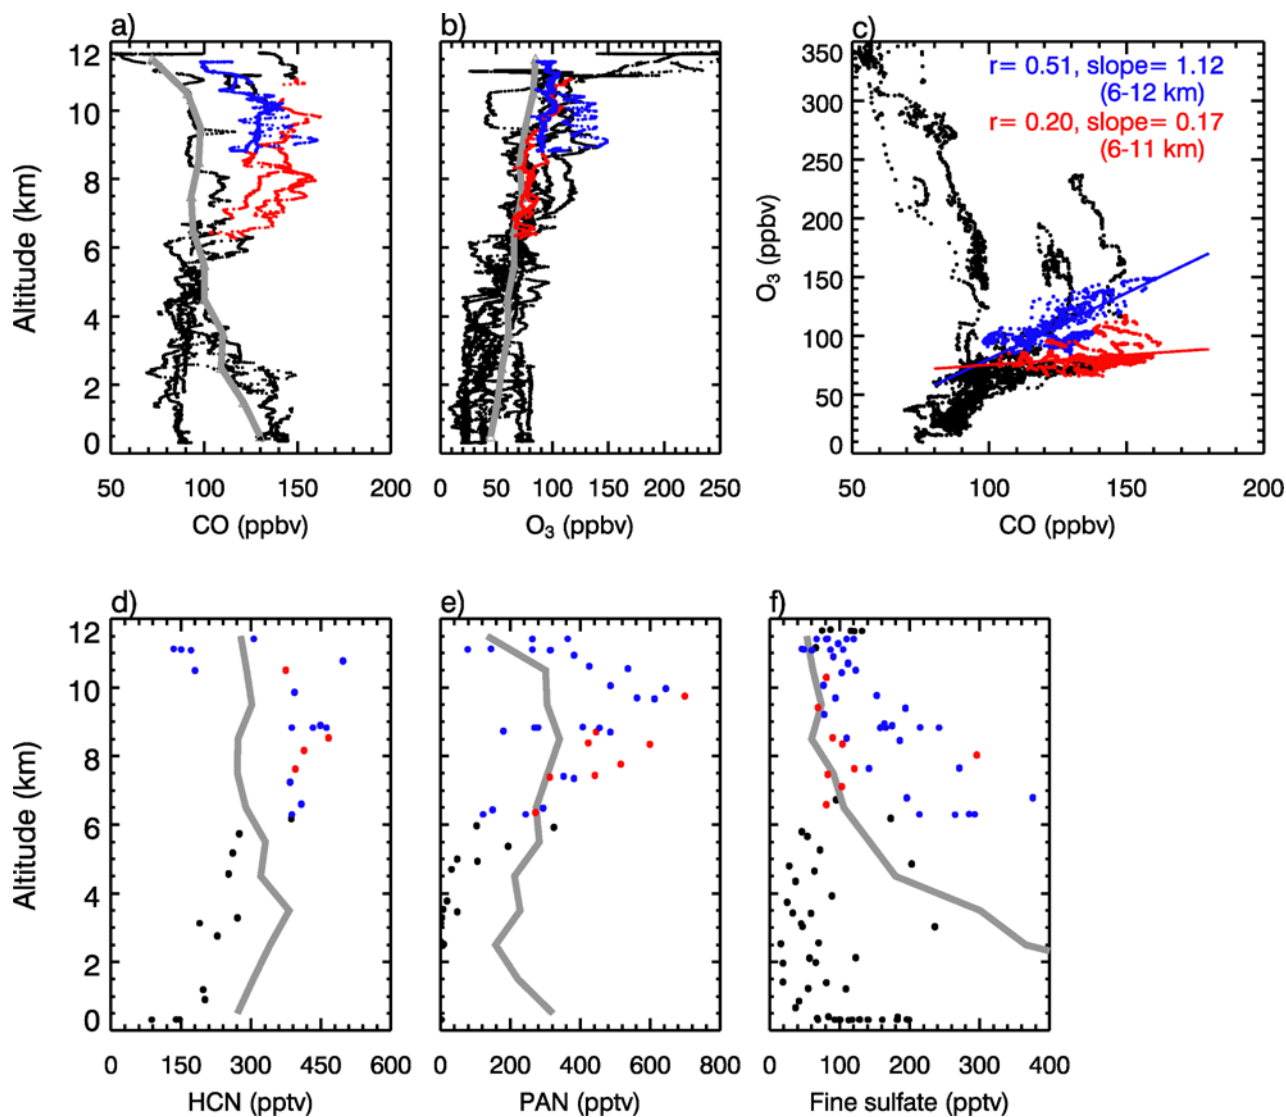 a)
b)
c)
12
10
8
6
4
2
0
Altitude (km)
50 100 150 200
CO (ppbv)
0 50 100 150 200 250
O3 (ppbv)
350
300
250
200
150
100
50
0
O3 (ppbv)
r= 0.51, slope= 1.12
(6-12 km)
r= 0.20, slope= 0.17
(6-11 km)
50 100 150 200
CO (ppbv)
d)
e)
f)
12
10
8
6
4
2
0
Altitude (km)
0 150 300 450 600
HCN (pptv)
0 200 400 600 800
PAN (pptv)
0 100 200 300 400
Fine sulfate (pptv)